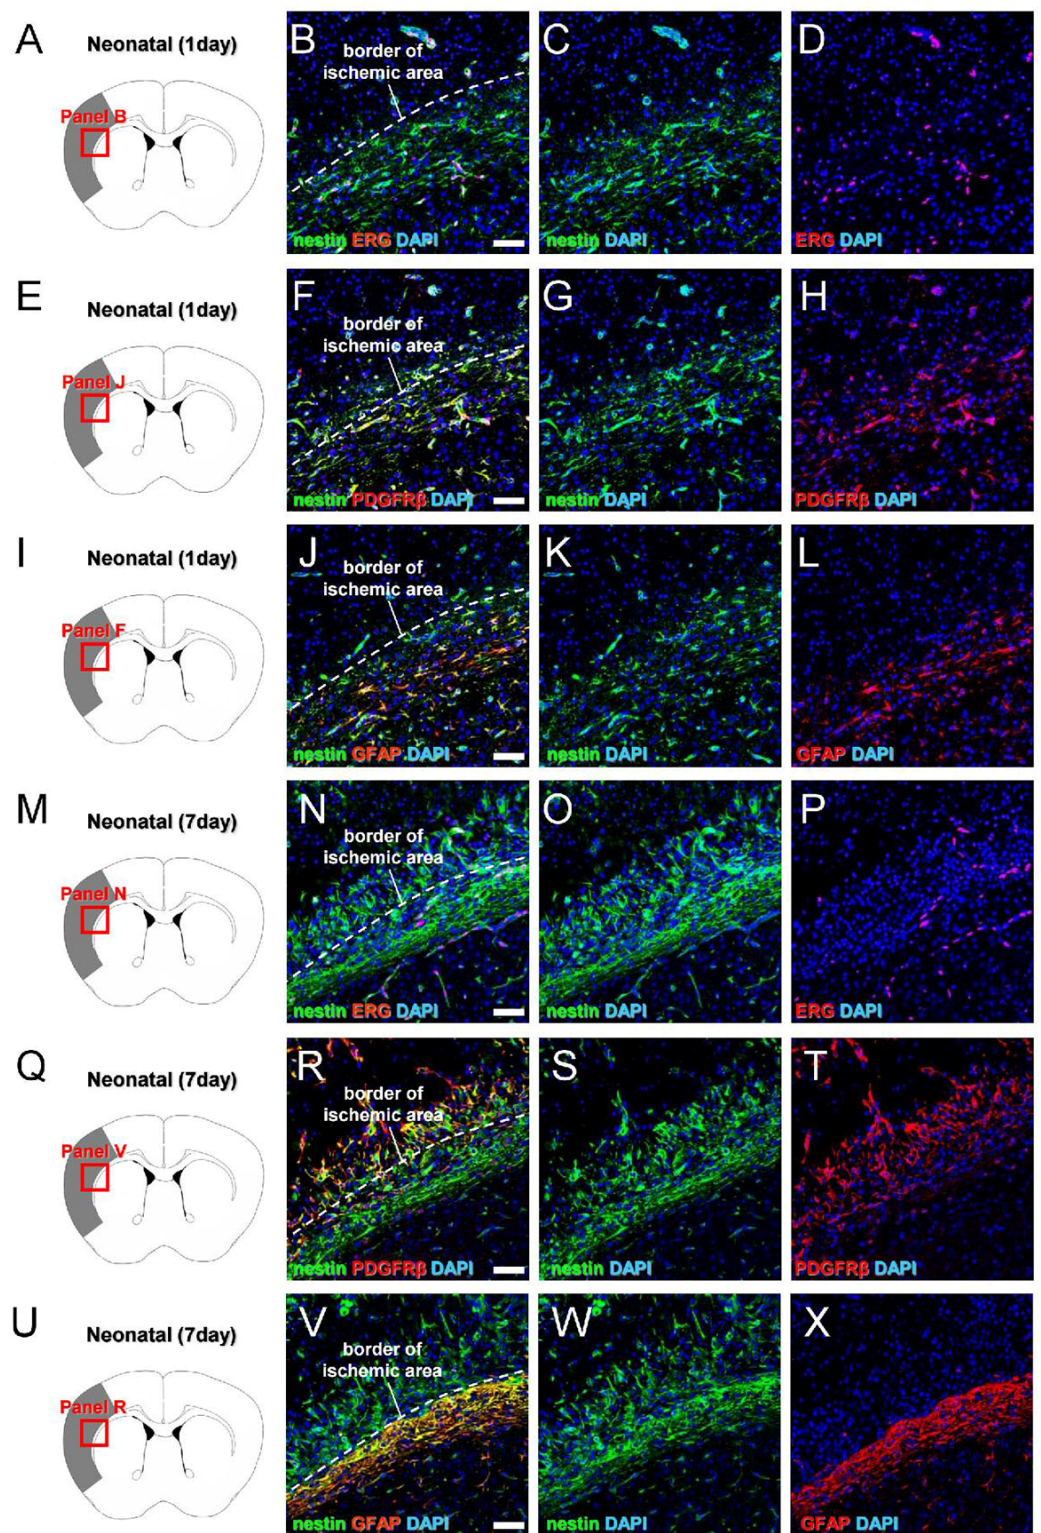 A
Neonatal (1day)
Panel B
B
border of
ischemic area
nestin ERG DAPI
C
nestin DAPI
D
ERG DAPI
E
Neonatal (1day)
Panel J
F
border of
ischemic area
nestin PDGFRβ DAPI
G
nestin DAPI
H
PDGFRβ DAPI
I
Neonatal (1day)
Panel F
J
border of
ischemic area
nestin GFAP DAPI
K
nestin DAPI
L
GFAP DAPI
M
Neonatal (7day)
Panel N
N
border of
ischemic area
nestin ERG DAPI
O
nestin DAPI
P
ERG DAPI
Q
Neonatal (7day)
Panel V
R
border of
ischemic area
nestin PDGFRβ DAPI
S
nestin DAPI
T
PDGFRβ DAPI
U
Neonatal (7day)
Panel R
V
border of
ischemic area
nestin GFAP DAPI
W
nestin DAPI
X
GFAP DAPI